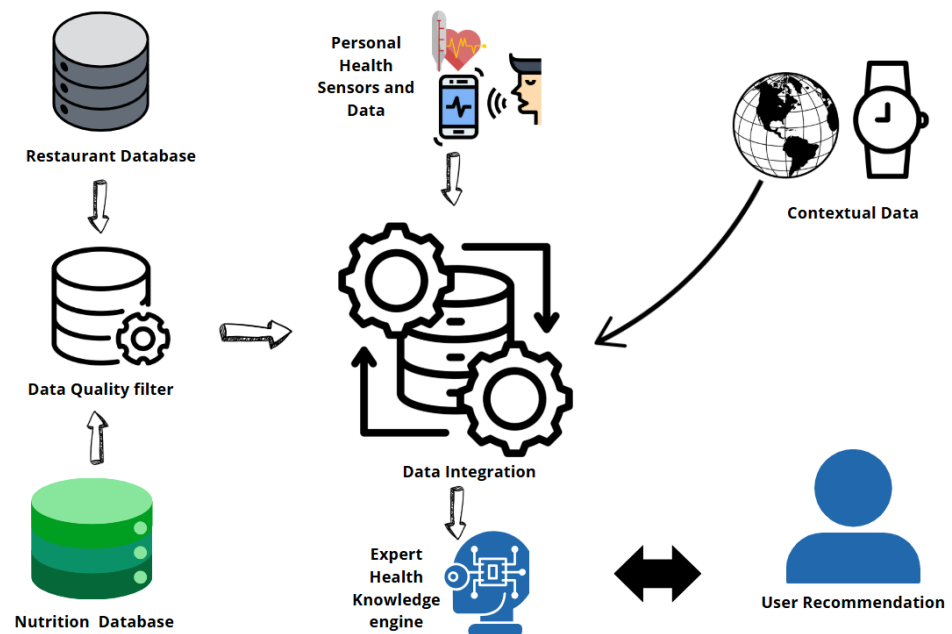 Restaurant Database
Personal
Health
Sensors and
Data
Contextual Data
Data Quality filter
Data Integration
Nutrition  Database
Expert
Health
Knowledge
engine
User Recommendation